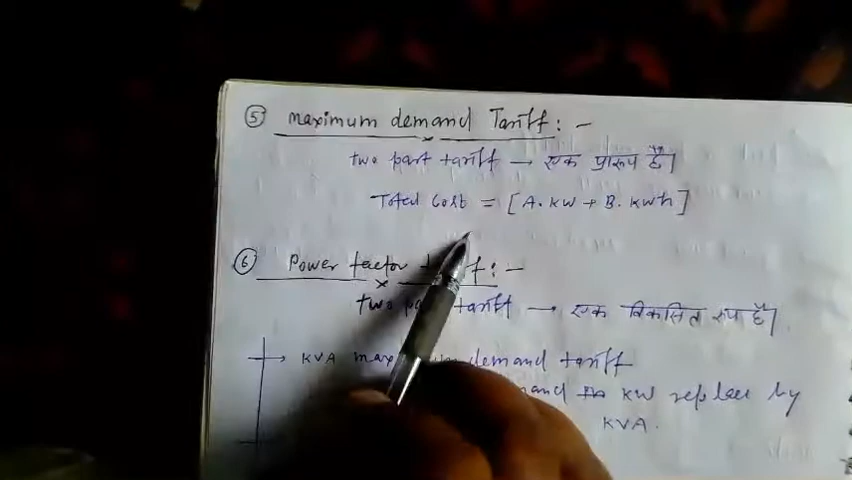 ⑤ Maximum demand Tariff: -
two part tariff → एक प्रारूप है।
Total Cost = [A. KW + B. Kwh]
⑥ Power factor
two tariff → एक विकसित रूप है।
→ KVA demand tariff
in KW replace by
KVA.